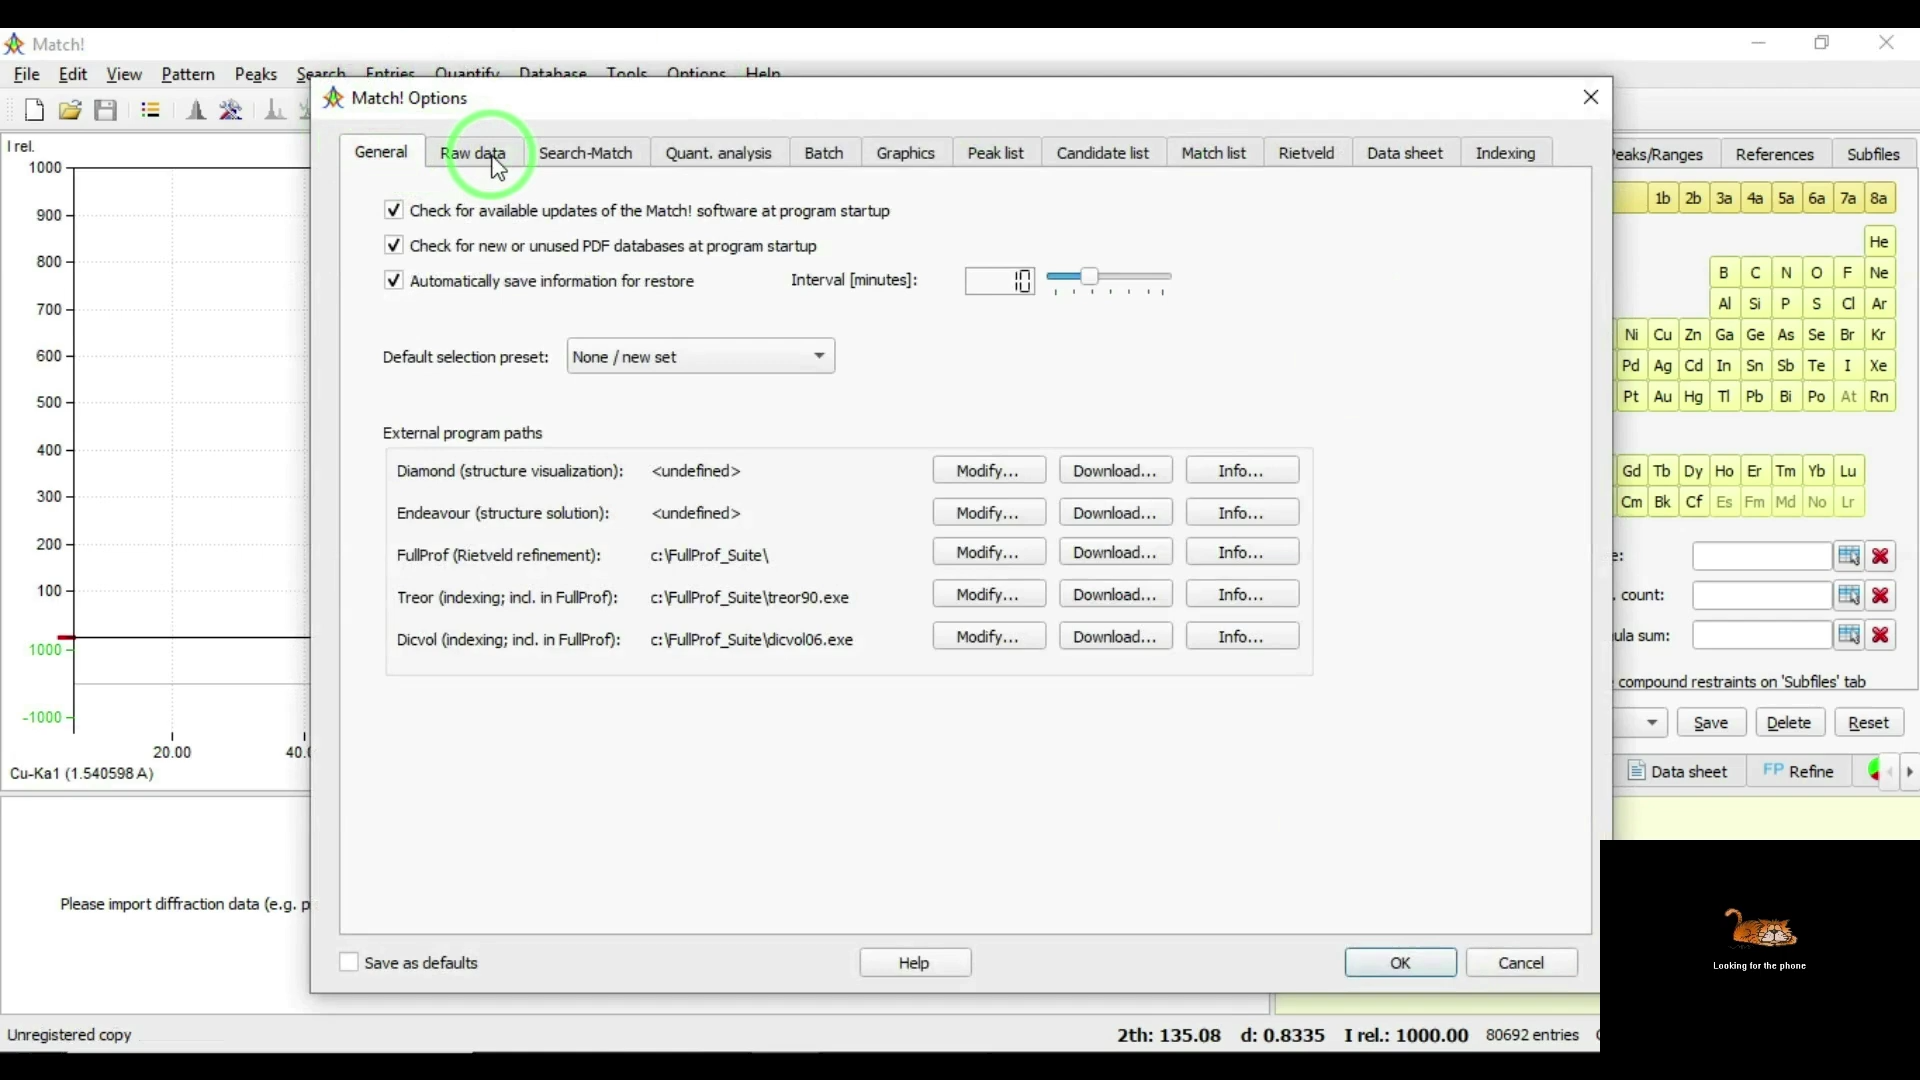 Match!
File Edit View Pattern Peaks Search Entries Quantify Database Tools Options Help
Match! Options
General Raw data Search-Match Quant. analysis Batch Graphics Peak list Candidate list Match list Rietveld Data sheet Indexing
Check for available updates of the Match! software at program startup
Check for new or unused PDF databases at program startup
Automatically save information for restore Interval [minutes]: 10
Default selection preset: None / new set
External program paths
Diamond (structure visualization): <undefined> Modify... Download... Info...
Endeavour (structure solution): <undefined> Modify... Download... Info...
FullProf (Rietveld refinement): c:\FullProf_Suite\ Modify... Download... Info...
Treor (indexing; incl. in FullProf): c:\FullProf_Suite\treor90.exe Modify... Download... Info...
Dicvol (indexing; incl. in FullProf): c:\FullProf_Suite\dicvol06.exe Modify... Download... Info...
Save as defaults Help OK Cancel
I rel.
1000
900
800
700
600
500
400
300
200
100
1000
-1000
20.00 40.
Cu-Ka1 (1.540598 A)
Please import diffraction data (e.g. p
Peaks/Ranges References Subfiles
1b 2b 3a 4a 5a 6a 7a 8a
He
B C N O F Ne
Al Si P S Cl Ar
Ni Cu Zn Ga Ge As Se Br Kr
Pd Ag Cd In Sn Sb Te I Xe
Pt Au Hg Tl Pb Bi Po At Rn
Gd Tb Dy Ho Er Tm Yb Lu
Cm Bk Cf Es Fm Md No Lr
e:
. count:
ula sum:
compound restraints on 'Subfiles' tab
Save Delete Reset
Data sheet FP Refine
Looking for the phone
Unregistered copy 2th: 135.08 d: 0.8335 I rel.: 1000.00 80692 entries